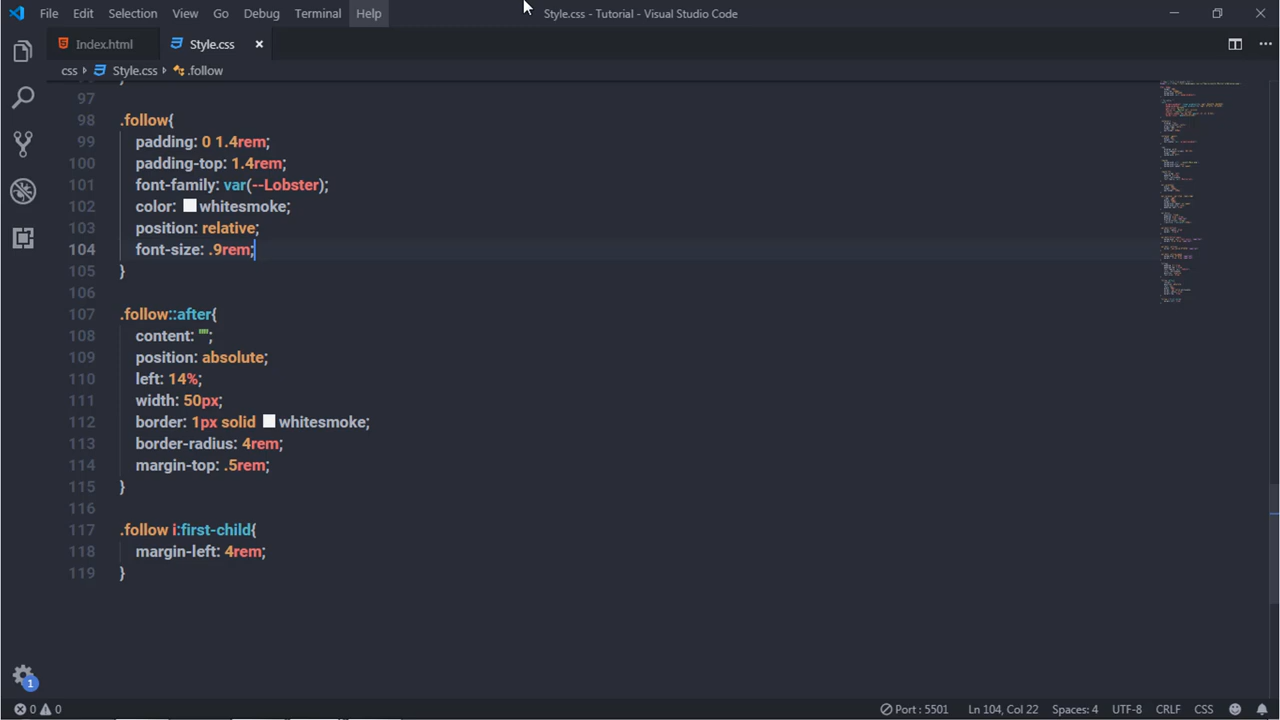 File Edit Selection View Go Debug Terminal Help
Style.css - Tutorial - Visual Studio Code
Index.html Style.css
css Style.css .follow
97
98 .follow{
99 padding: 0 1.4rem;
100 padding-top: 1.4rem;
101 font-family: var(--Lobster);
102 color: whitesmoke;
103 position: relative;
104 font-size: .9rem;
105 }
106
107 .follow::after{
108 content: "";
109 position: absolute;
110 left: 14%;
111 width: 50px;
112 border: 1px solid whitesmoke;
113 border-radius: 4rem;
114 margin-top: .5rem;
115 }
116
117 .follow i:first-child{
118 margin-left: 4rem;
119 }
1
0 0 Port : 5501 Ln 104, Col 22 Spaces: 4 UTF-8 CRLF CSS